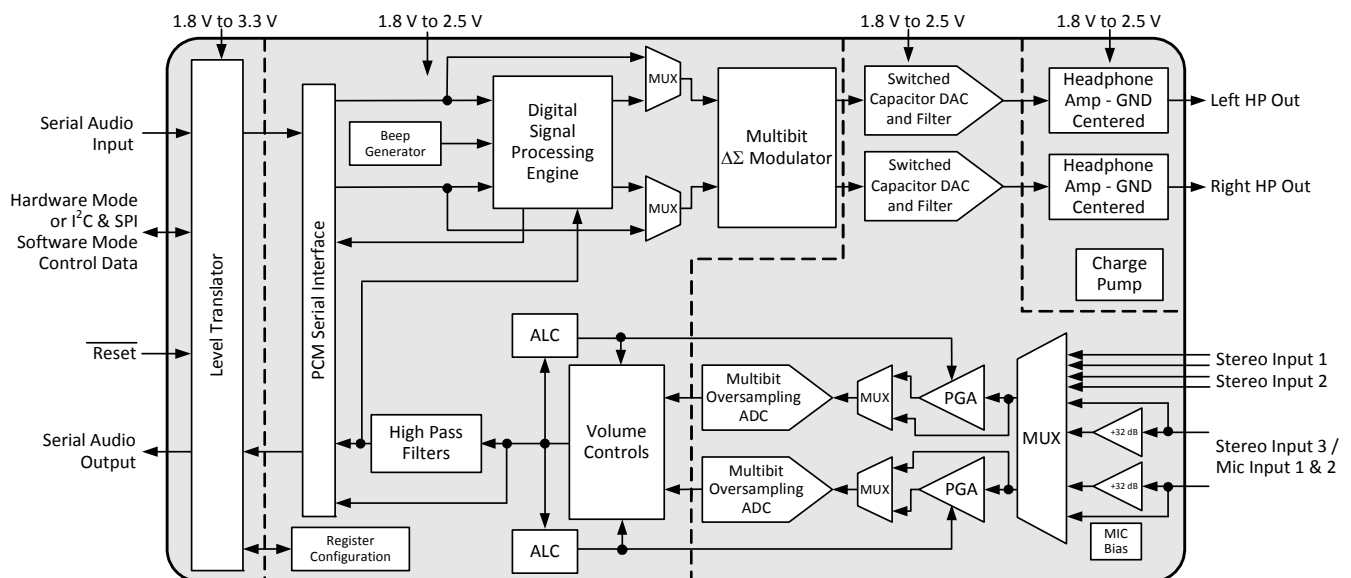 1.8 V to 3.3 V
1.8 V to 2.5 V
1.8 V to 2.5 V
1.8 V to 2.5 V
Serial Audio
Input
Hardware Mode
or I²C & SPI
Software Mode
Control Data
Reset
Serial Audio
Output
Level Translator
PCM Serial Interface
Beep
Generator
Digital
Signal
Processing
Engine
MUX
MUX
Multibit
ΔΣ Modulator
Switched
Capacitor DAC
and Filter
Switched
Capacitor DAC
and Filter
Headphone
Amp - GND
Centered
Headphone
Amp - GND
Centered
Left HP Out
Right HP Out
Charge
Pump
ALC
High Pass
Filters
Volume
Controls
ALC
Register
Configuration
Multibit
Oversampling
ADC
Multibit
Oversampling
ADC
MUX
MUX
PGA
PGA
MUX
+32 dB
+32 dB
MIC
Bias
Stereo Input 1
Stereo Input 2
Stereo Input 3 /
Mic Input 1 & 2